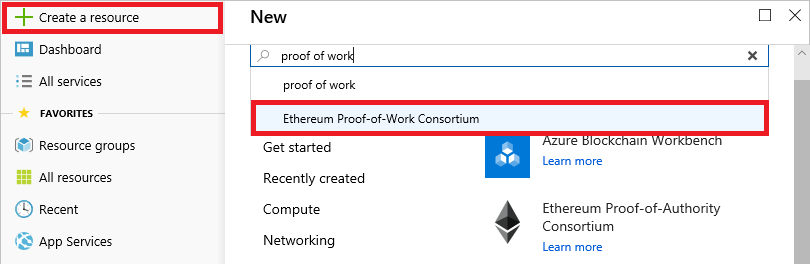 Create a resource
Dashboard
All services
FAVORITES
Resource groups
All resources
Recent
App Services
New
proof of work
proof of work
Ethereum Proof-of-Work Consortium
Get started
Recently created
Compute
Networking
Azure Blockchain Workbench
Learn more
Ethereum Proof-of-Authority
Consortium
Learn more